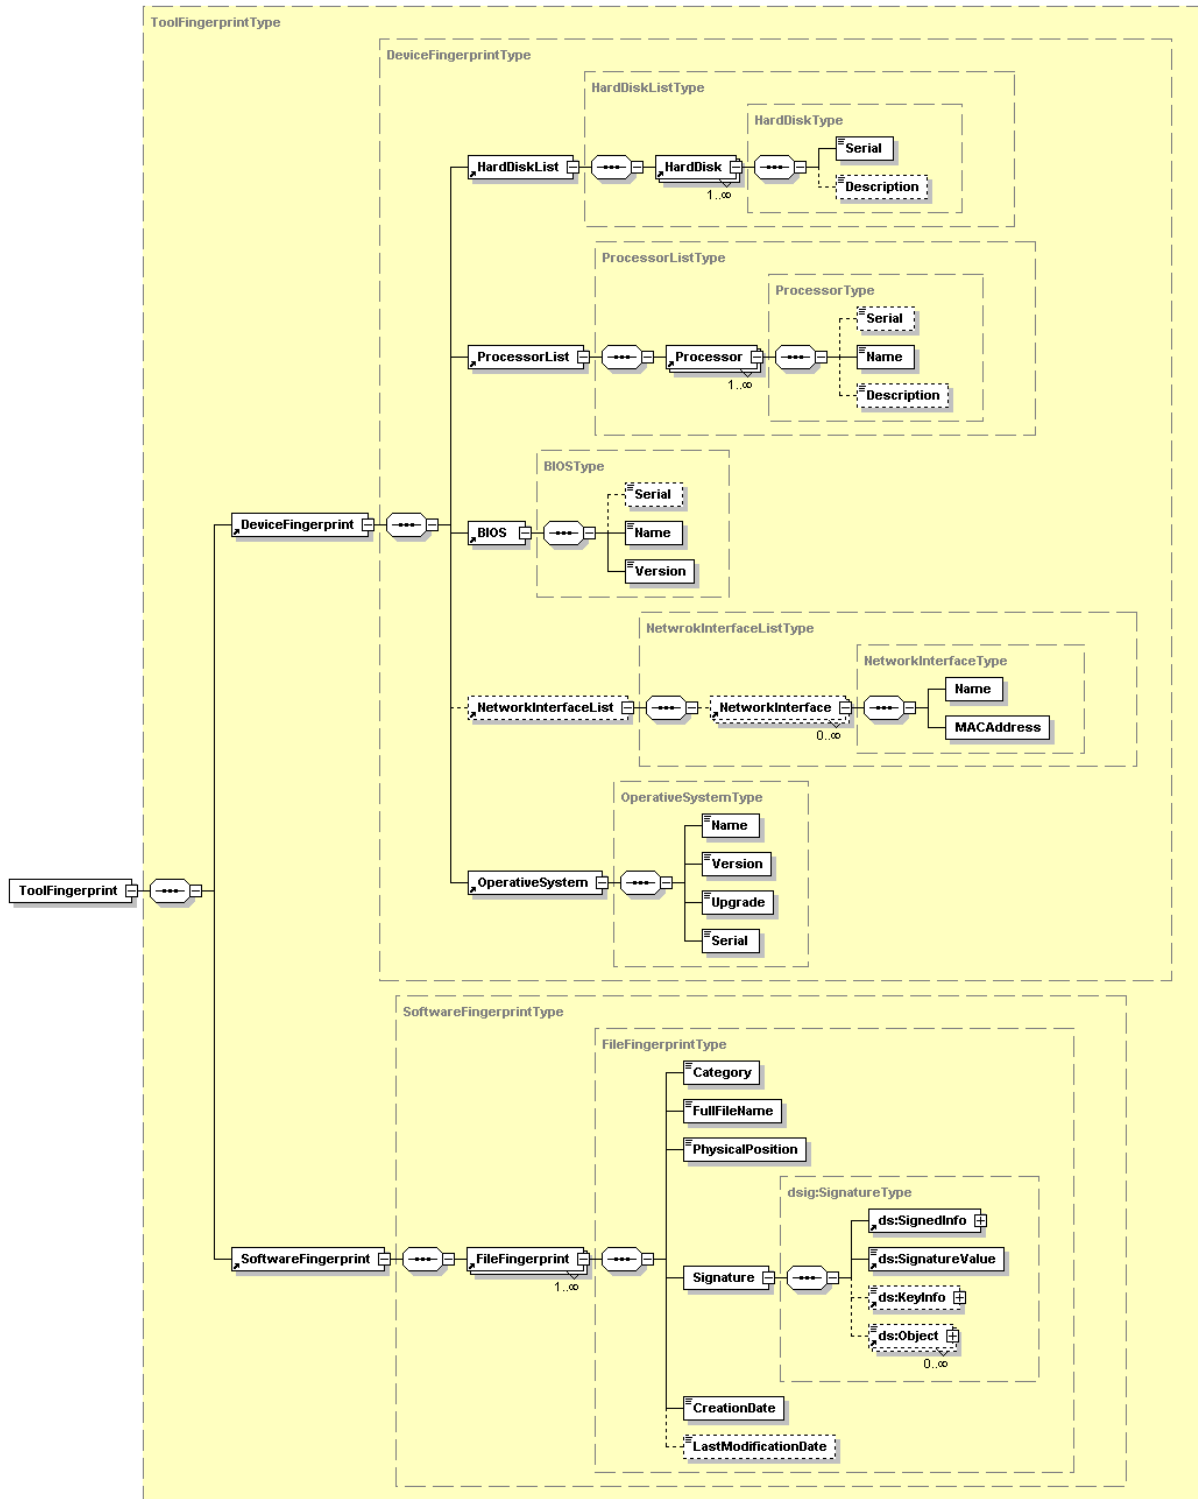 ToolFingerprintType
DeviceFingerprintType
HardDiskListType
HardDiskType
Serial
HardDiskList
HardDisk
Description
1..∞
ProcessorListType
ProcessorType
Serial
ProcessorList
Processor
Name
1..∞
Description
BIOSType
Serial
DeviceFingerprint
BIOS
Name
Version
NetwrokInterfaceListType
NetworkInterfaceType
Name
NetworkInterfaceList
NetworkInterface
MACAddress
0..∞
OperativeSystemType
Name
Version
OperativeSystem
ToolFingerprint
Upgrade
Serial
SoftwareFingerprintType
FileFingerprintType
Category
FullFileName
PhysicalPosition
dsig:SignatureType
ds:SignedInfo
SoftwareFingerprint
FileFingerprint
ds:SignatureValue
1..∞
Signature
ds:KeyInfo
ds:Object
0..∞
CreationDate
LastModificationDate